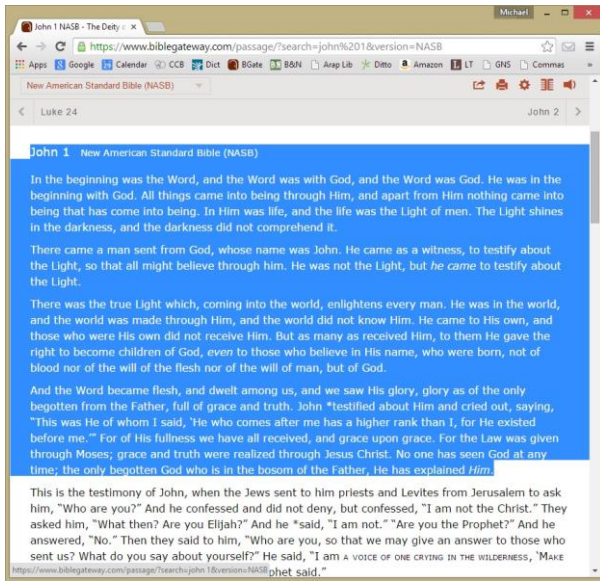 Michael
John 1 NASB - The Deity o
https://www.biblegateway.com/passage/?search=john%201&version=NASB
Apps Google Calendar CCB Dict BGate B&N Arap Lib Ditto Amazon LT GNS Commas »
New American Standard Bible (NASB)
Luke 24 John 2
John 1 New American Standard Bible (NASB)
In the beginning was the Word, and the Word was with God, and the Word was God. He was in the
beginning with God. All things came into being through Him, and apart from Him nothing came into
being that has come into being. In Him was life, and the life was the Light of men. The Light shines
in the darkness, and the darkness did not comprehend it.
There came a man sent from God, whose name was John. He came as a witness, to testify about
the Light, so that all might believe through him. He was not the Light, but he came to testify about
the Light.
There was the true Light which, coming into the world, enlightens every man. He was in the world,
and the world was made through Him, and the world did not know Him. He came to His own, and
those who were His own did not receive Him. But as many as received Him, to them He gave the
right to become children of God, even to those who believe in His name, who were born, not of
blood nor of the will of the flesh nor of the will of man, but of God.
And the Word became flesh, and dwelt among us, and we saw His glory, glory as of the only
begotten from the Father, full of grace and truth. John *testified about Him and cried out, saying,
"This was He of whom I said, 'He who comes after me has a higher rank than I, for He existed
before me.'" For of His fullness we have all received, and grace upon grace. For the Law was given
through Moses; grace and truth were realized through Jesus Christ. No one has seen God at any
time; the only begotten God who is in the bosom of the Father, He has explained Him.
This is the testimony of John, when the Jews sent to him priests and Levites from Jerusalem to ask
him, "Who are you?" And he confessed and did not deny, but confessed, "I am not the Christ." They
asked him, "What then? Are you Elijah?" And he *said, "I am not." "Are you the Prophet?" And he
answered, "No." Then they said to him, "Who are you, so that we may give an answer to those who
sent us? What do you say about yourself?" He said, "I am A VOICE OF ONE CRYING IN THE WILDERNESS, 'MAKE
https://www.biblegateway.com/passage/?search=john 1&version=NASB phet said."